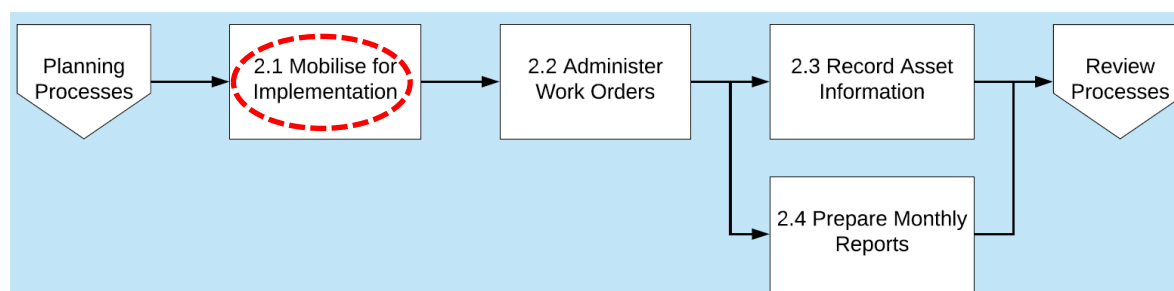 Planning
Processes
2.1 Mobilise for
Implementation
2.2 Administer
Work Orders
2.3 Record Asset
Information
Review
Processes
2.4 Prepare Monthly
Reports